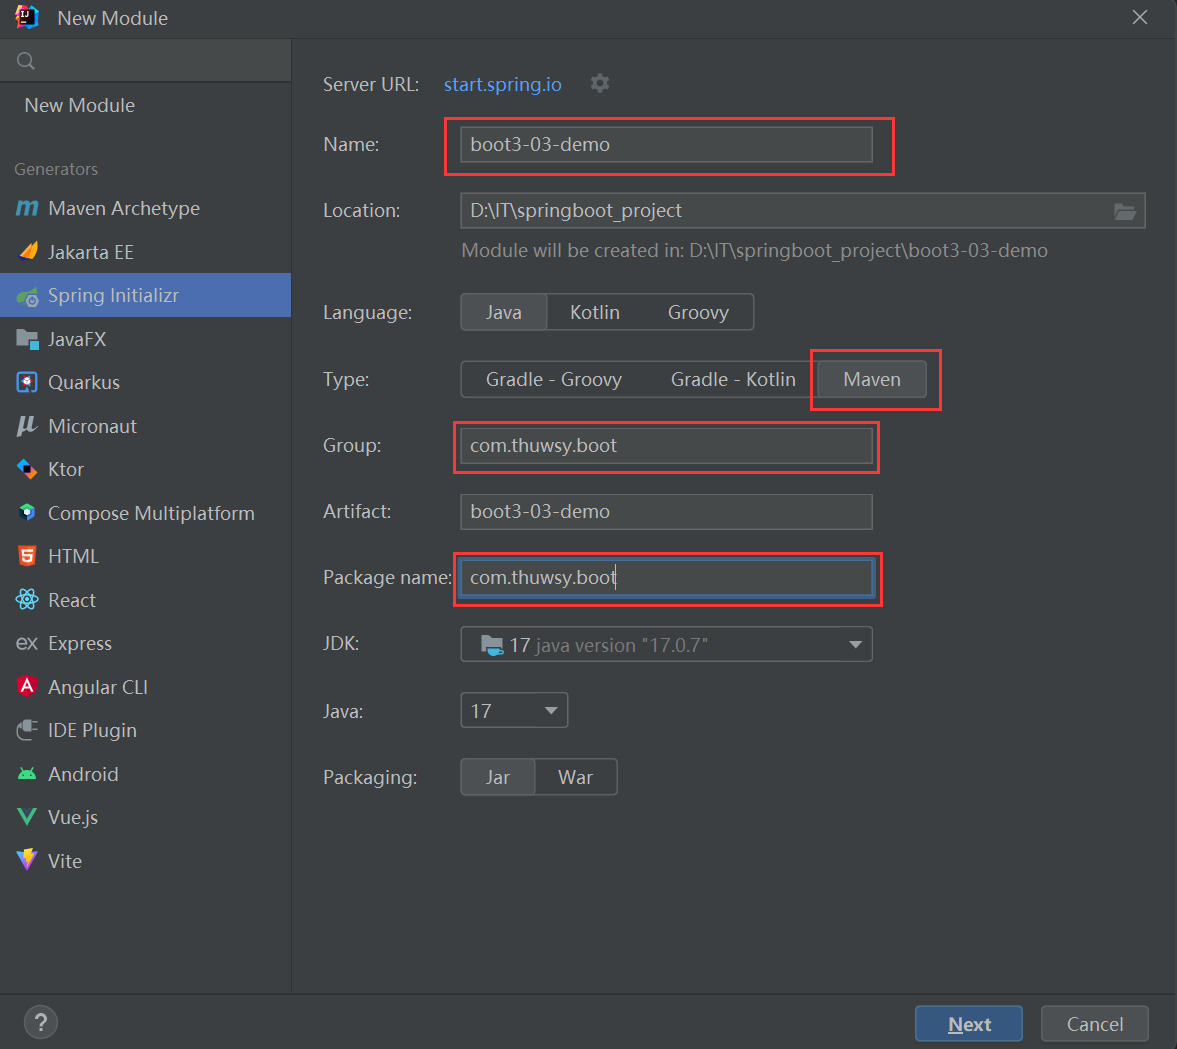 New Module
New Module
Generators
Maven Archetype
Jakarta EE
Spring Initializr
JavaFX
Quarkus
Micronaut
Ktor
Compose Multiplatform
HTML
React
Express
Angular CLI
IDE Plugin
Android
Vue.js
Vite
Server URL: start.spring.io
Name: boot3-03-demo
Location: D:\IT\springboot_project
Module will be created in: D:\IT\springboot_project\boot3-03-demo
Language: Java Kotlin Groovy
Type: Gradle - Groovy Gradle - Kotlin Maven
Group: com.thuwsy.boot
Artifact: boot3-03-demo
Package name: com.thuwsy.boot
JDK: 17 java version "17.0.7"
Java: 17
Packaging: Jar War
? Next Cancel